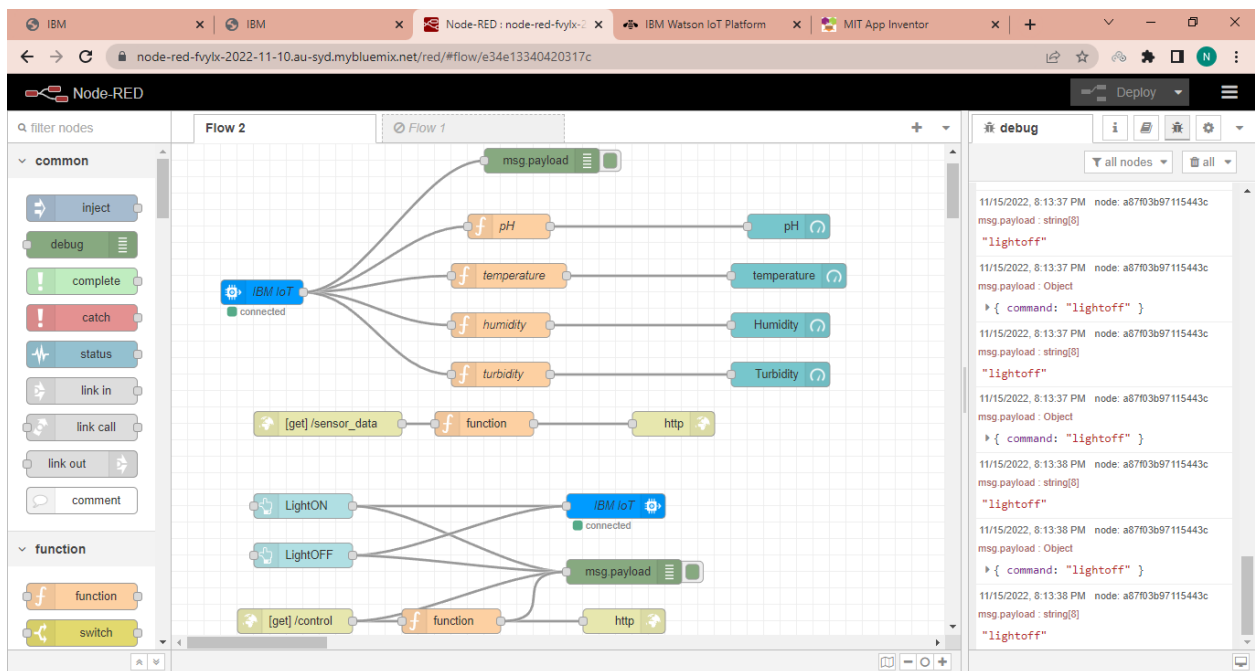 IBM
IBM
Node-RED : node-red-fvylx-2
IBM Watson IoT Platform
MIT App Inventor
node-red-fvylx-2022-11-10.au-syd.mybluemix.net/red/#flow/e34e13340420317c
N
Node-RED
Deploy
filter nodes
Flow 2
Flow 1
debug
i
all nodes
all
common
inject
debug
complete
catch
status
link in
link call
link out
comment
function
function
switch
msg.payload
pH
pH
IBM IoT
connected
temperature
temperature
humidity
Humidity
turbidity
Turbidity
[get] /sensor_data
function
http
LightON
IBM IoT
connected
LightOFF
msg.payload
[get] /control
function
http
11/15/2022, 8:13:37 PM node: a87f03b97115443c
msg.payload : string[8]
"lightoff"
11/15/2022, 8:13:37 PM node: a87f03b97115443c
msg.payload : Object
{ command: "lightoff" }
11/15/2022, 8:13:37 PM node: a87f03b97115443c
msg.payload : string[8]
"lightoff"
11/15/2022, 8:13:37 PM node: a87f03b97115443c
msg.payload : Object
{ command: "lightoff" }
11/15/2022, 8:13:38 PM node: a87f03b97115443c
msg.payload : string[8]
"lightoff"
11/15/2022, 8:13:38 PM node: a87f03b97115443c
msg.payload : Object
{ command: "lightoff" }
11/15/2022, 8:13:38 PM node: a87f03b97115443c
msg.payload : string[8]
"lightoff"